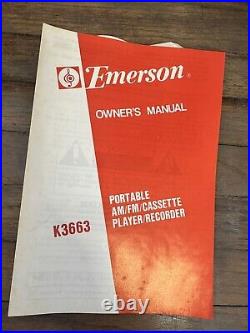 Emerson®
OWNER'S MANUAL
PORTABLE
AM/FM/CASSETTE
PLAYER/RECORDER
K3663